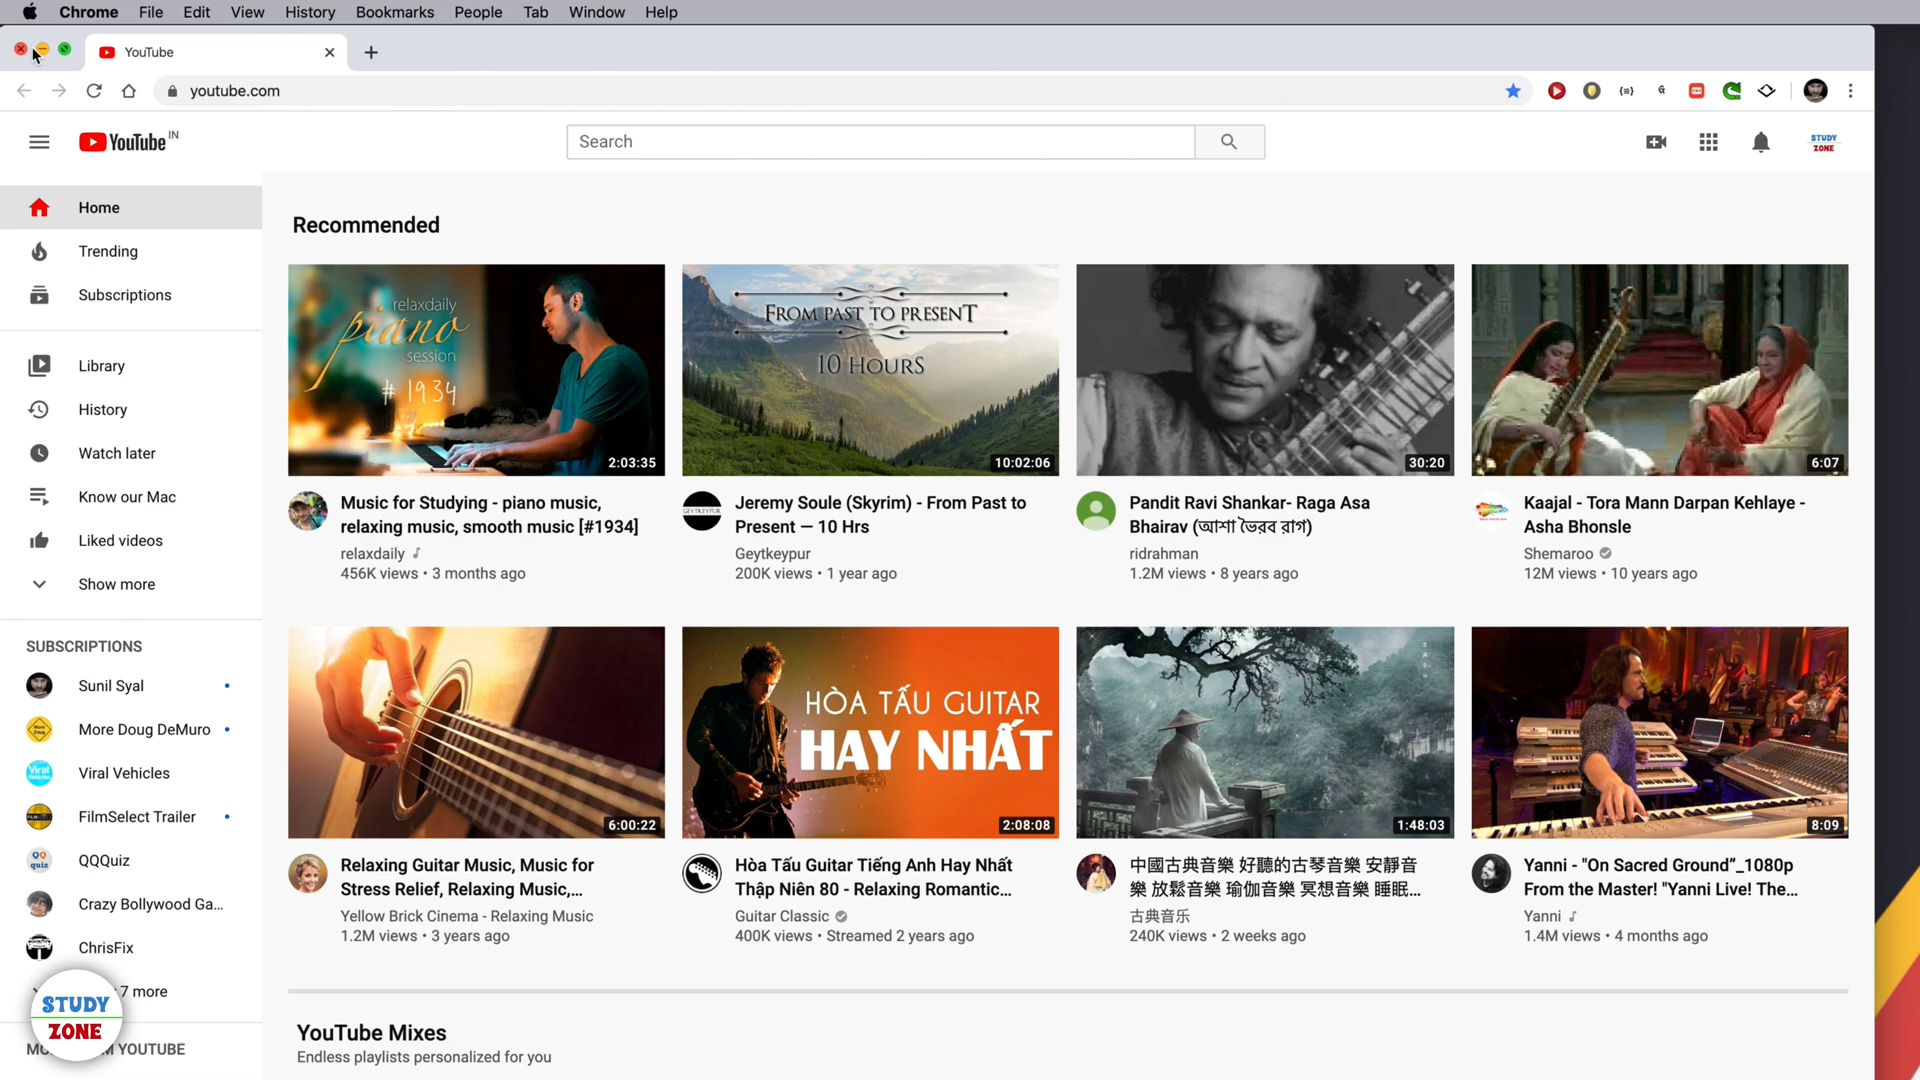 Chrome File Edit View History Bookmarks People Tab Window Help
YouTube
youtube.com
YouTube IN
Search
STUDY
ZONE
Home
Trending
Subscriptions
Library
History
Watch later
Know our Mac
Liked videos
Show more
SUBSCRIPTIONS
Sunil Syal
More Doug DeMuro
Viral Vehicles
FilmSelect Trailer
QQQuiz
Crazy Bollywood Ga...
ChrisFix
7 more
STUDY
ZONE
YOUTUBE
Recommended
relaxdaily
piano
session
# 1934
2:03:35
FROM PAST TO PRESENT
10 HOURS
10:02:06
30:20
6:07
Music for Studying - piano music,
relaxing music, smooth music [#1934]
relaxdaily
456K views • 3 months ago
GEYTKEYPUR
Jeremy Soule (Skyrim) - From Past to
Present — 10 Hrs
Geytkeypur
200K views • 1 year ago
Pandit Ravi Shankar- Raga Asa
Bhairav (আশা ভৈরব রাগ)
ridrahman
1.2M views • 8 years ago
Kaajal - Tora Mann Darpan Kehlaye -
Asha Bhonsle
Shemaroo
12M views • 10 years ago
6:00:22
HÒA TẤU GUITAR
HAY NHẤT
2:08:08
1:48:03
8:09
Relaxing Guitar Music, Music for
Stress Relief, Relaxing Music,...
Yellow Brick Cinema - Relaxing Music
1.2M views • 3 years ago
Hòa Tấu Guitar Tiếng Anh Hay Nhất
Thập Niên 80 - Relaxing Romantic...
Guitar Classic
400K views • Streamed 2 years ago
中國古典音樂 好聽的古琴音樂 安靜音
樂 放鬆音樂 瑜伽音樂 冥想音樂 睡眠...
古典音乐
240K views • 2 weeks ago
Yanni - "On Sacred Ground”_1080p
From the Master! "Yanni Live! The...
Yanni
1.4M views • 4 months ago
YouTube Mixes
Endless playlists personalized for you